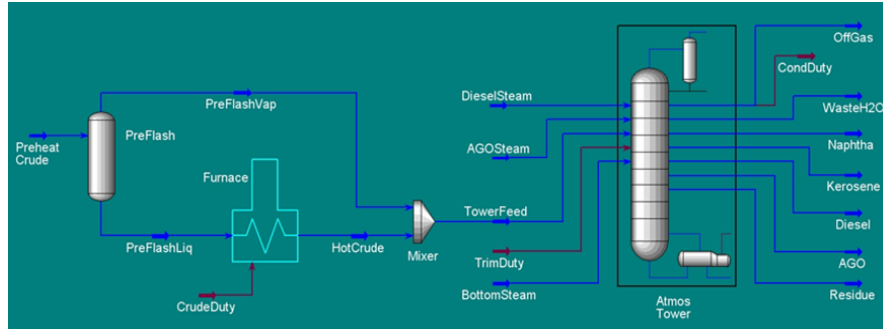 OffGas
CondDuty
PreFlashVap
DieselSteam
WasteH2O
PreFlash
Preheat
Crude
AGOSteam
Naphtha
Furnace
Kerosene
TowerFeed
Diesel
PreFlashLiq
HotCrude
Mixer
TrimDuty
AGO
CrudeDuty
BottomSteam
Atmos
Tower
Residue